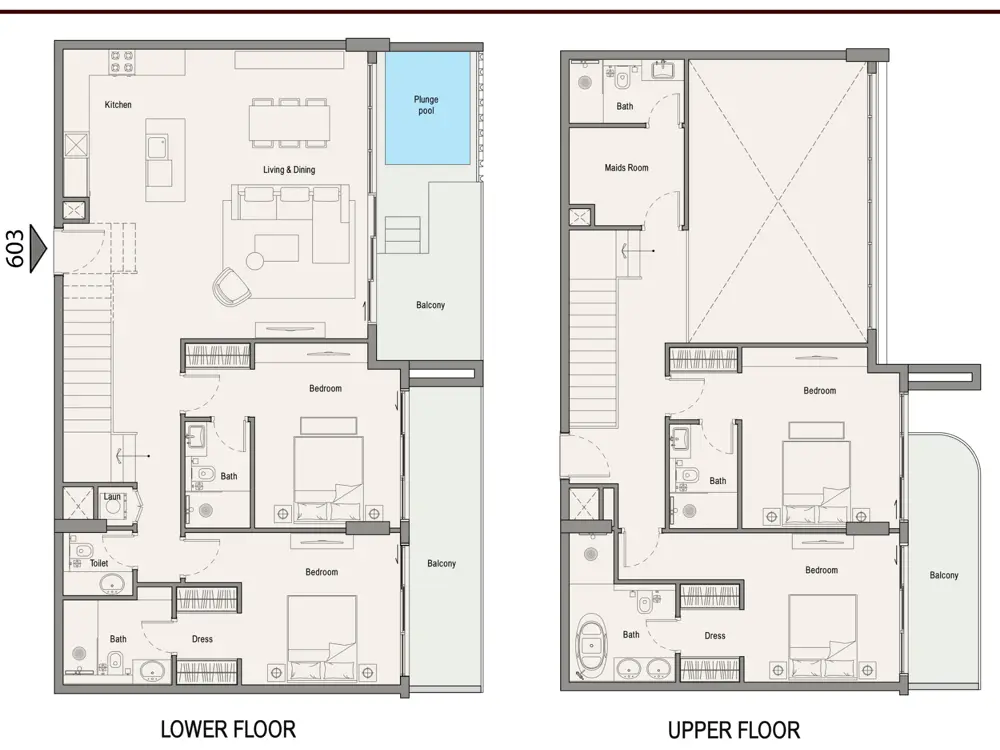 Kitchen
Plunge
pool
Living & Dining
603
Balcony
Bedroom
Bath
Laun
Toilet
Bedroom
Balcony
Bath
Dress
LOWER FLOOR
Bath
Maids Room
Bedroom
Bath
Bedroom
Balcony
Bath
Dress
UPPER FLOOR